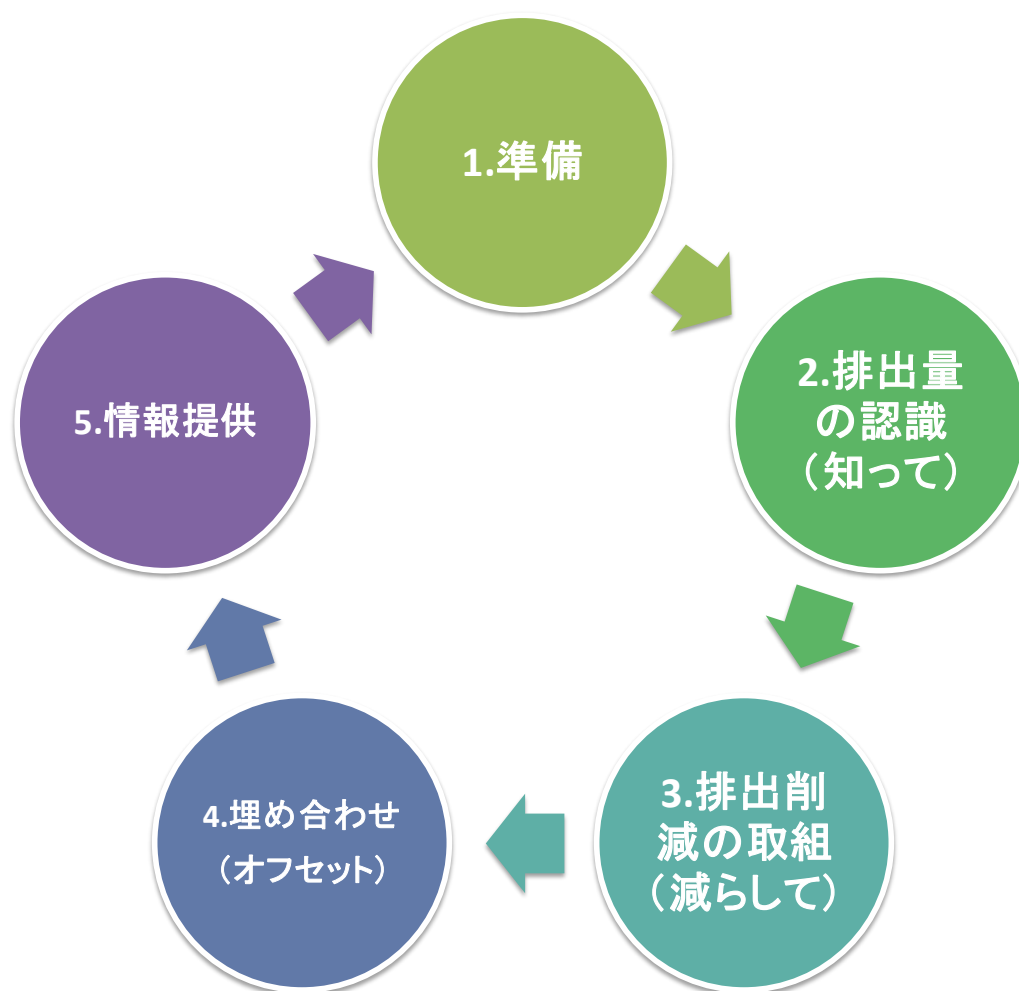 1.準備
2.排出量
の認識
（知って）
3.排出削
減の取組
（減らして）
4.埋め合わせ
（オフセット）
5.情報提供